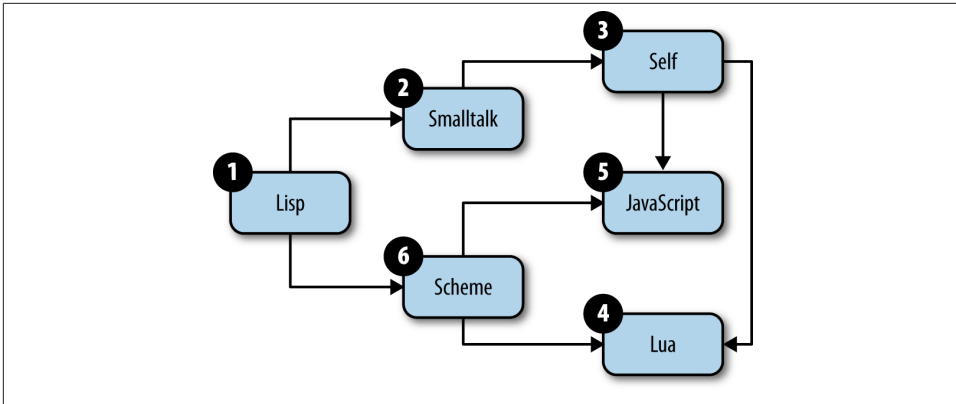 3
Self
2
Smalltalk
1
Lisp
5
JavaScript
6
Scheme
4
Lua